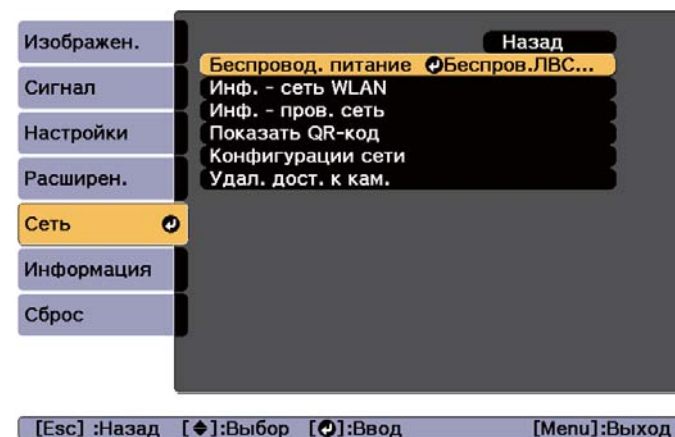 Изображен.
Сигнал
Настройки
Расширен.
Сеть
Информация
Сброс
Назад
Беспровод. питание Беспров.ЛВС...
Инф. - сеть WLAN
Инф. - пров. сеть
Показать QR-код
Конфигурации сети
Удал. дост. к кам.
[Esc] :Назад [◆]:Выбор [⏎]:Ввод [Menu]:Выход